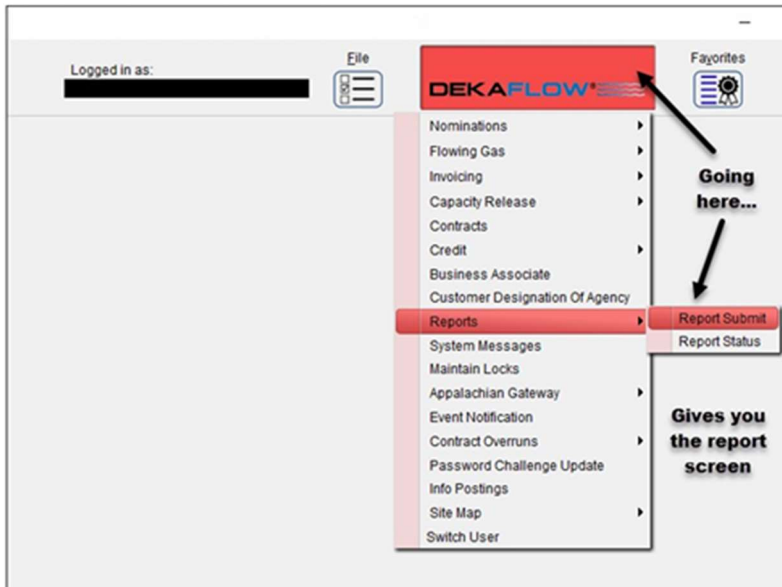 Logged in as:
File
DEKAFLOW®
Favorites
Nominations
Flowing Gas
Invoicing
Capacity Release
Contracts
Credit
Business Associate
Customer Designation Of Agency
Reports
System Messages
Maintain Locks
Appalachian Gateway
Event Notification
Contract Overruns
Password Challenge Update
Info Postings
Site Map
Switch User
Report Submit
Report Status
Going
here...
Gives you
the report
screen